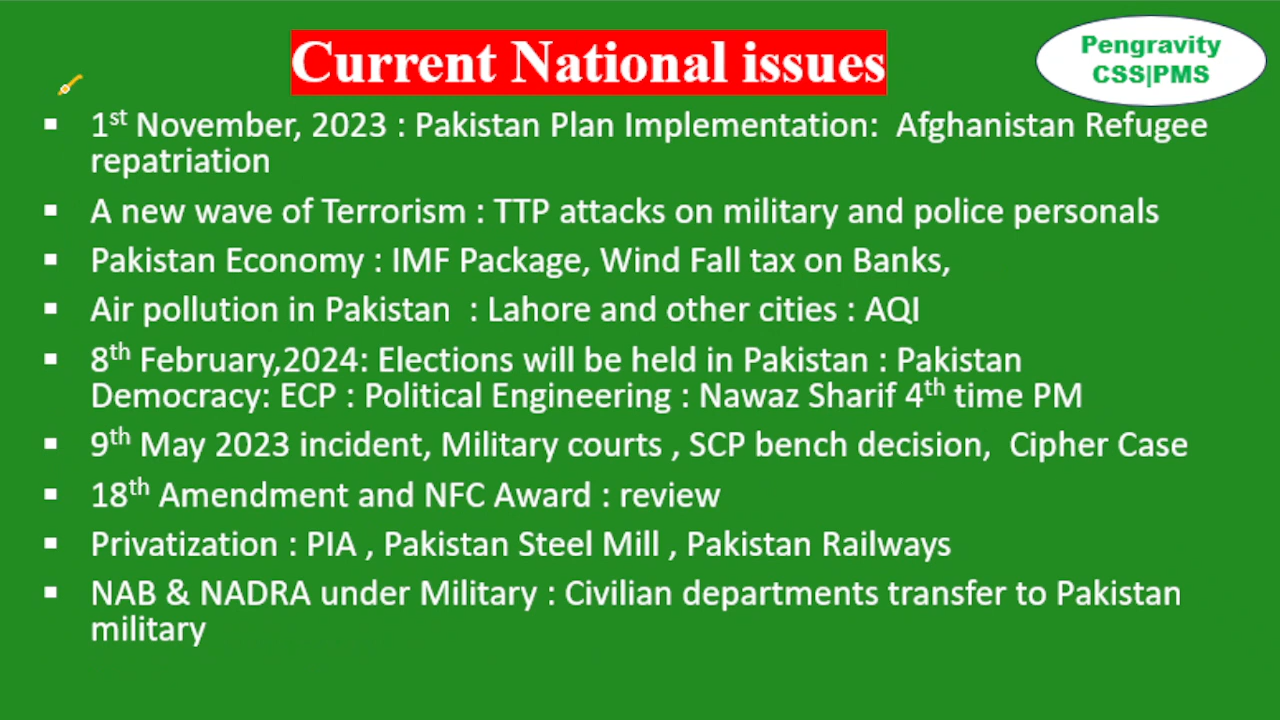 Current National issues
Pengravity
CSS|PMS
▪ 1st November, 2023 : Pakistan Plan Implementation: Afghanistan Refugee
repatriation
▪ A new wave of Terrorism : TTP attacks on military and police personals
▪ Pakistan Economy : IMF Package, Wind Fall tax on Banks,
▪ Air pollution in Pakistan : Lahore and other cities : AQI
▪ 8th February,2024: Elections will be held in Pakistan : Pakistan
Democracy: ECP : Political Engineering : Nawaz Sharif 4th time PM
▪ 9th May 2023 incident, Military courts , SCP bench decision, Cipher Case
▪ 18th Amendment and NFC Award : review
▪ Privatization : PIA , Pakistan Steel Mill , Pakistan Railways
▪ NAB & NADRA under Military : Civilian departments transfer to Pakistan
military